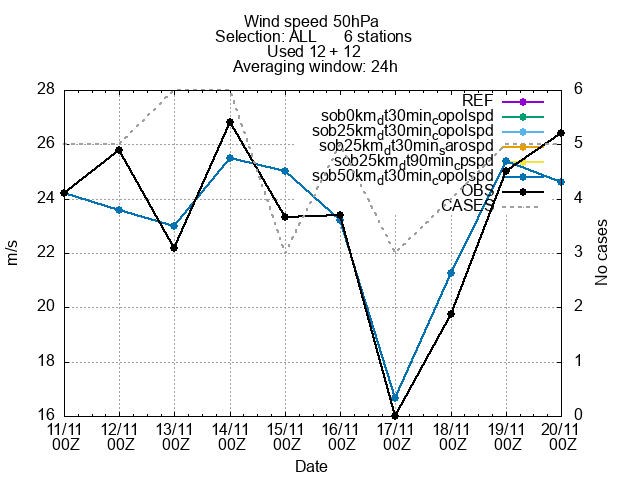 Wind speed 50hPa
Selection: ALL 6 stations
Used 12 + 12
Averaging window: 24h
28
26
24
22
20
18
16
m/s
6
5
4
3
2
1
0
No cases
REF
sob0km_dt30min_copolspd
sob25km_dt30min_copolspd
sob25km_dt30min_sarospd
sob25km_dt90min_cpspd
sob50km_dt30min_copolspd
OBS
CASES
11/11 12/11 13/11 14/11 15/11 16/11 17/11 18/11 19/11 20/11
00Z 00Z 00Z 00Z 00Z 00Z 00Z 00Z 00Z 00Z
Date